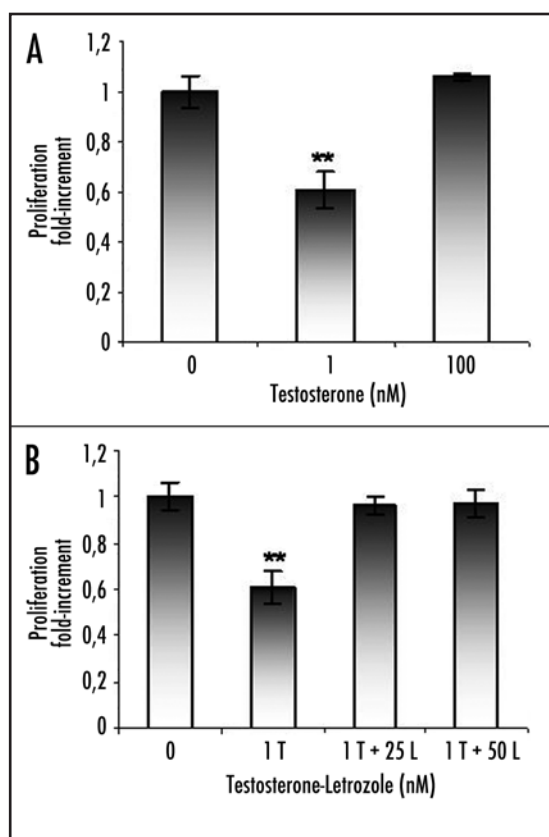 A
1,2
1
0,8
0,6
0,4
0,2
0
Proliferation
fold-increment
**
0 1 100
Testosterone (nM)
B
1,2
1
0,8
0,6
0,4
0,2
0
Proliferation
fold-increment
**
0 1 T 1 T + 25 L 1 T + 50 L
Testosterone-Letrozole (nM)